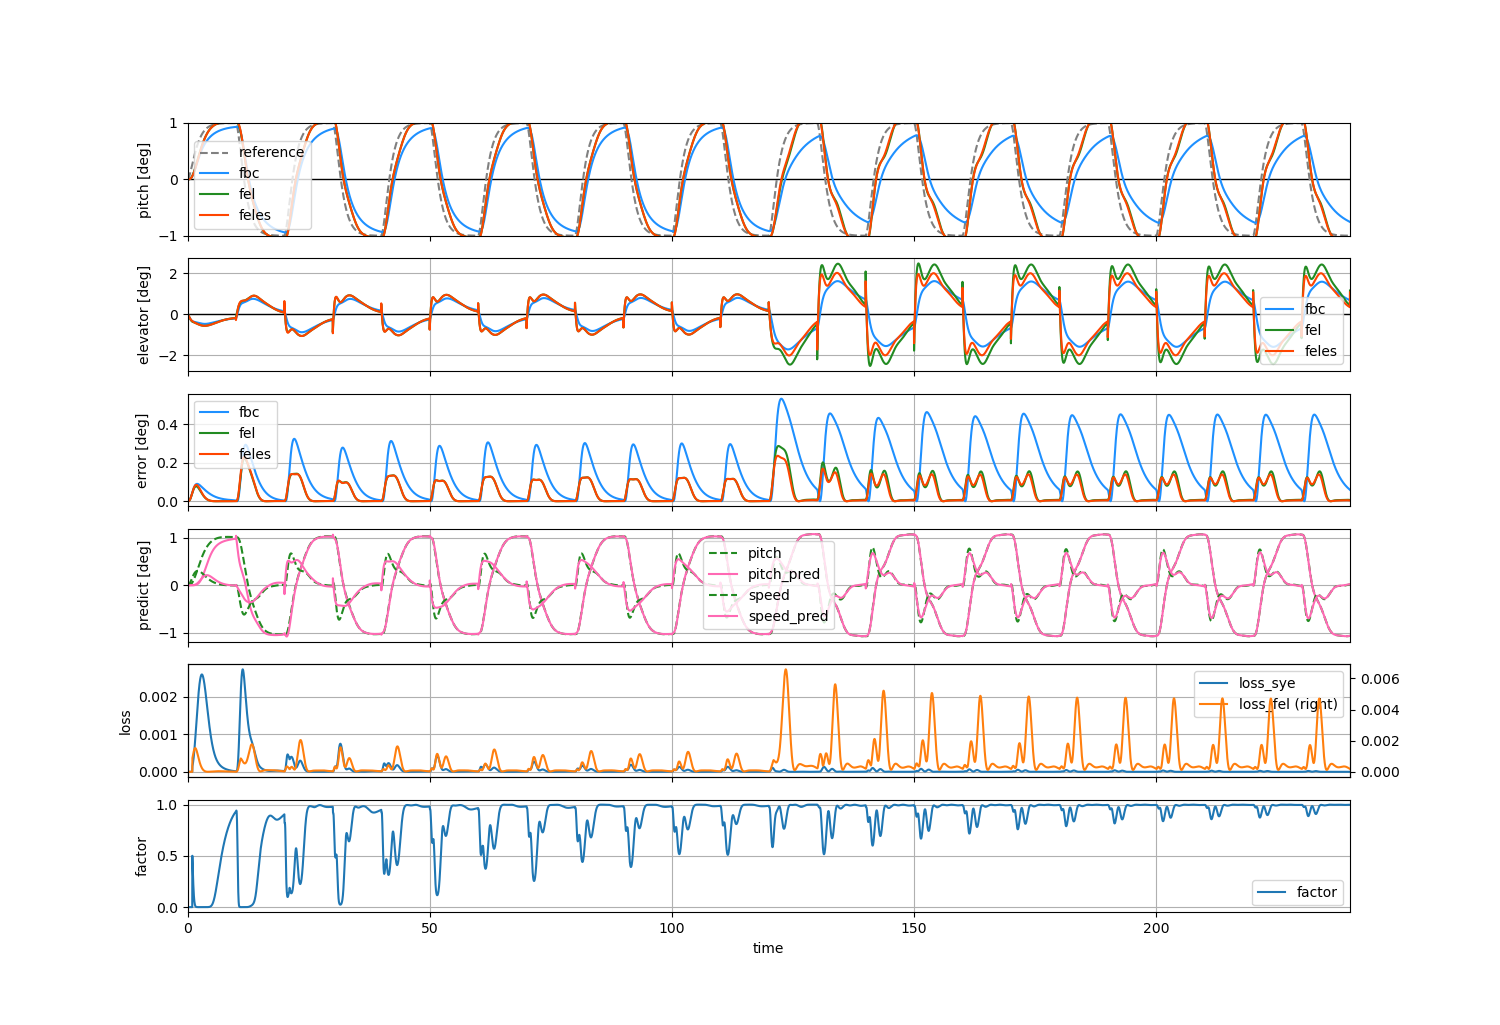 pitch [deg]
1
0
−1
reference
fbc
fel
feles
elevator [deg]
2
0
−2
fbc
fel
feles
error [deg]
0.4
0.2
0.0
fbc
fel
feles
predict [deg]
1
0
−1
pitch
pitch_pred
speed
speed_pred
loss
0.002
0.001
0.000
loss_sye
loss_fel (right)
0.006
0.004
0.002
0.000
factor
1.0
0.5
0.0
factor
0 50 100 150 200
time